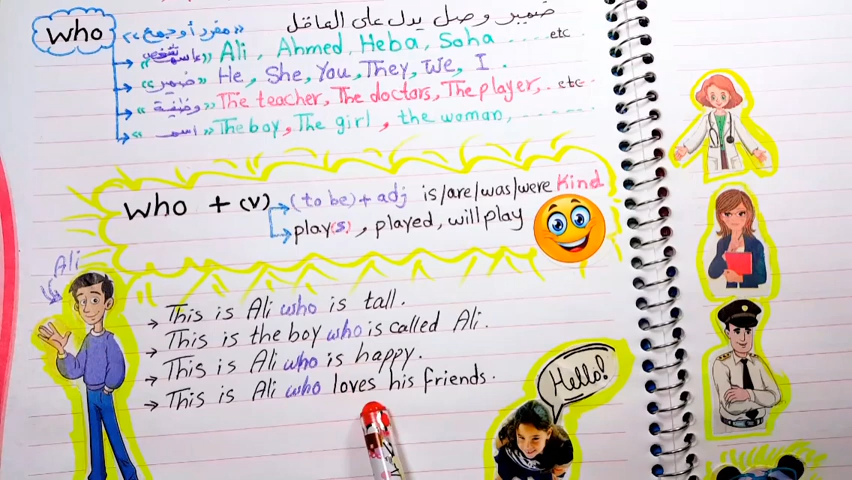 ضمير وصل يدل على العاقل
who «مفرد أو جمع»
Ali, Ahmed, Heba, Soha ..... etc
«ضمير» He, She, You, They, We, I.
«وظيفة» The teacher, The doctors, The player, .. etc
«اسم» The boy, The girl, the woman, .......
who + (v) (to be) + adj is/are/was/were Kind
play(s), played, will play
Ali
This is Ali who is tall.
This is the boy who is called Ali.
This is Ali who is happy.
This is Ali who loves his friends.
Hello!